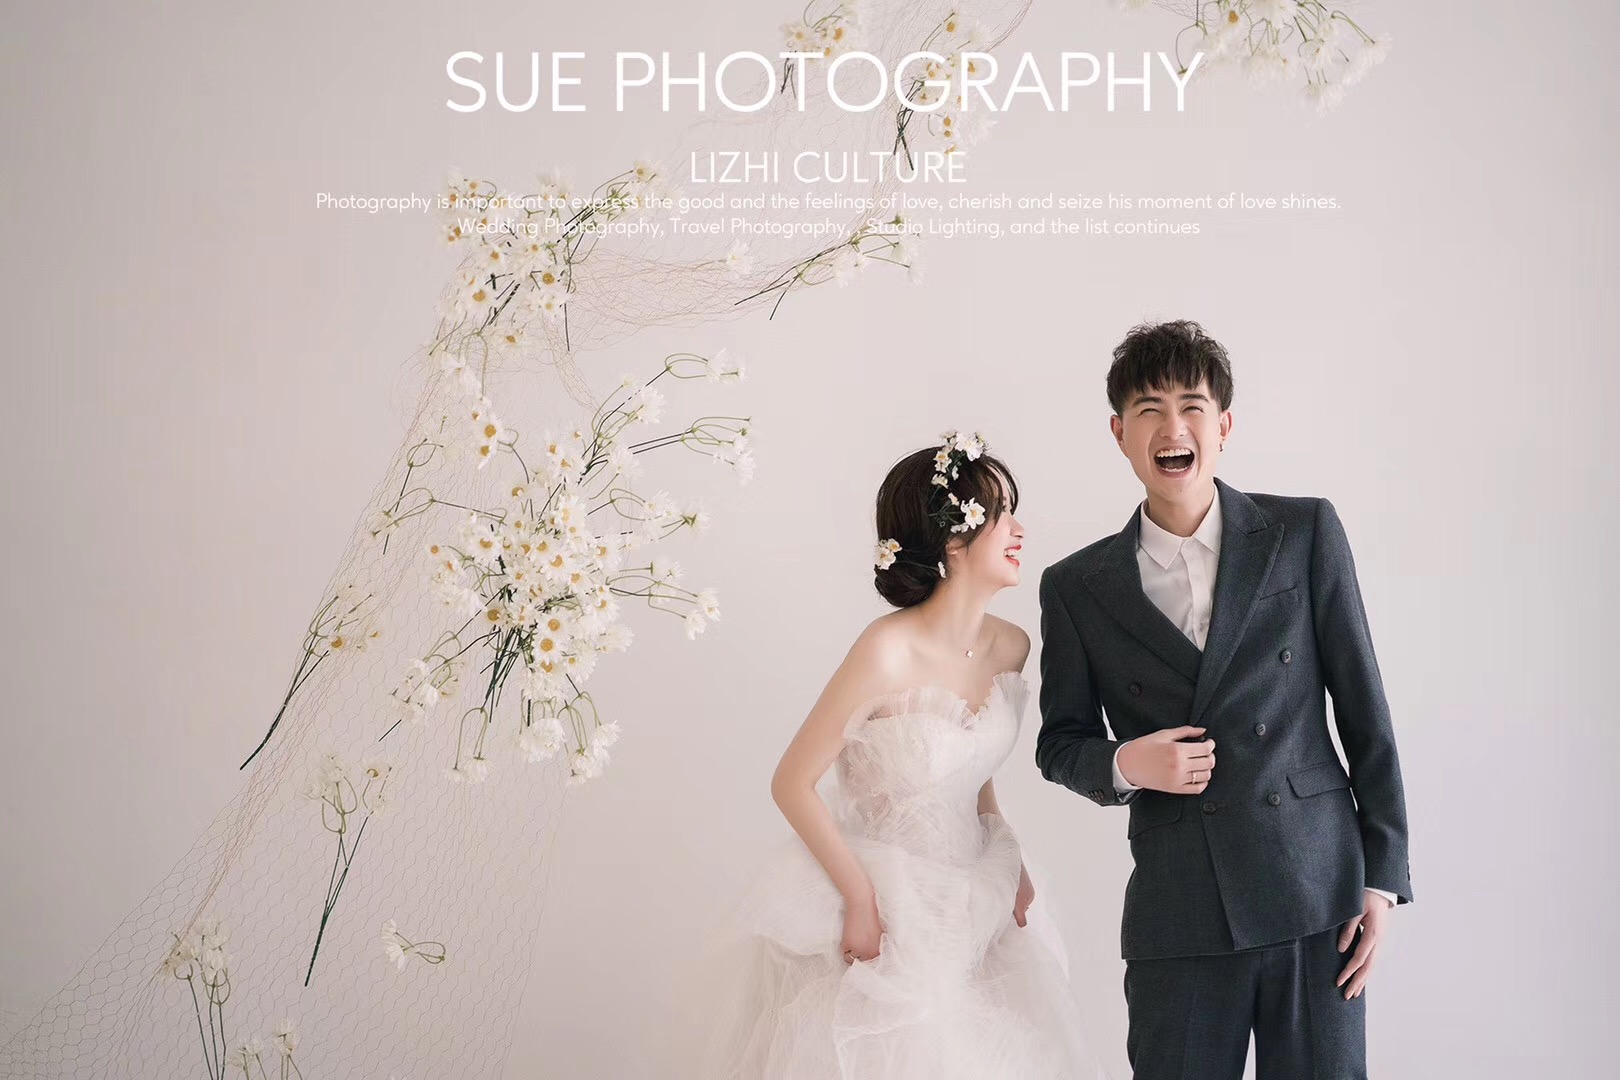 SUE PHOTOGRAPHY
LIZHI CULTURE
Photography is important to express the good and the feelings of love, cherish and seize his moment of love shines.
Wedding Photography, Travel Photography, , Studio Lighting, and the list continues